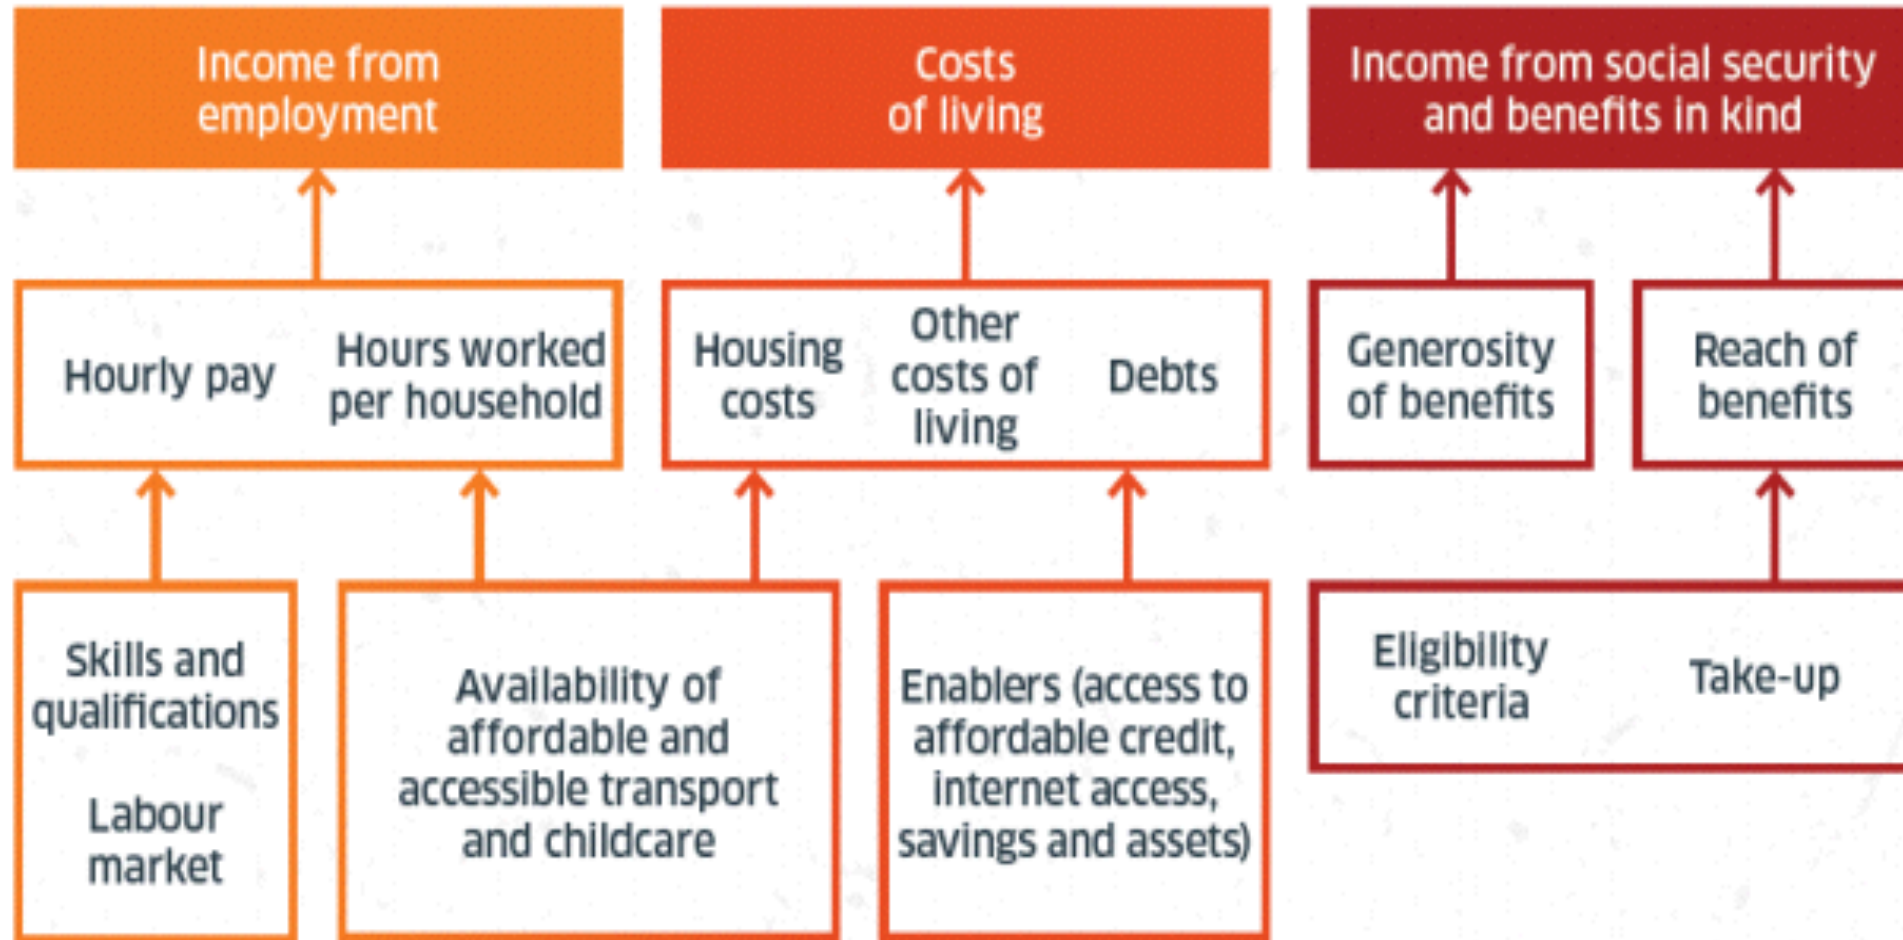 Income from
employment
Costs
of living
Income from social security
and benefits in kind
Hourly pay
Hours worked
per household
Housing
costs
Other
costs of
living
Debts
Generosity
of benefits
Reach of
benefits
Skills and
qualifications
Labour
market
Availability of
affordable and
accessible transport
and childcare
Enablers (access to
affordable credit,
internet access,
savings and assets)
Eligibility
criteria
Take-up